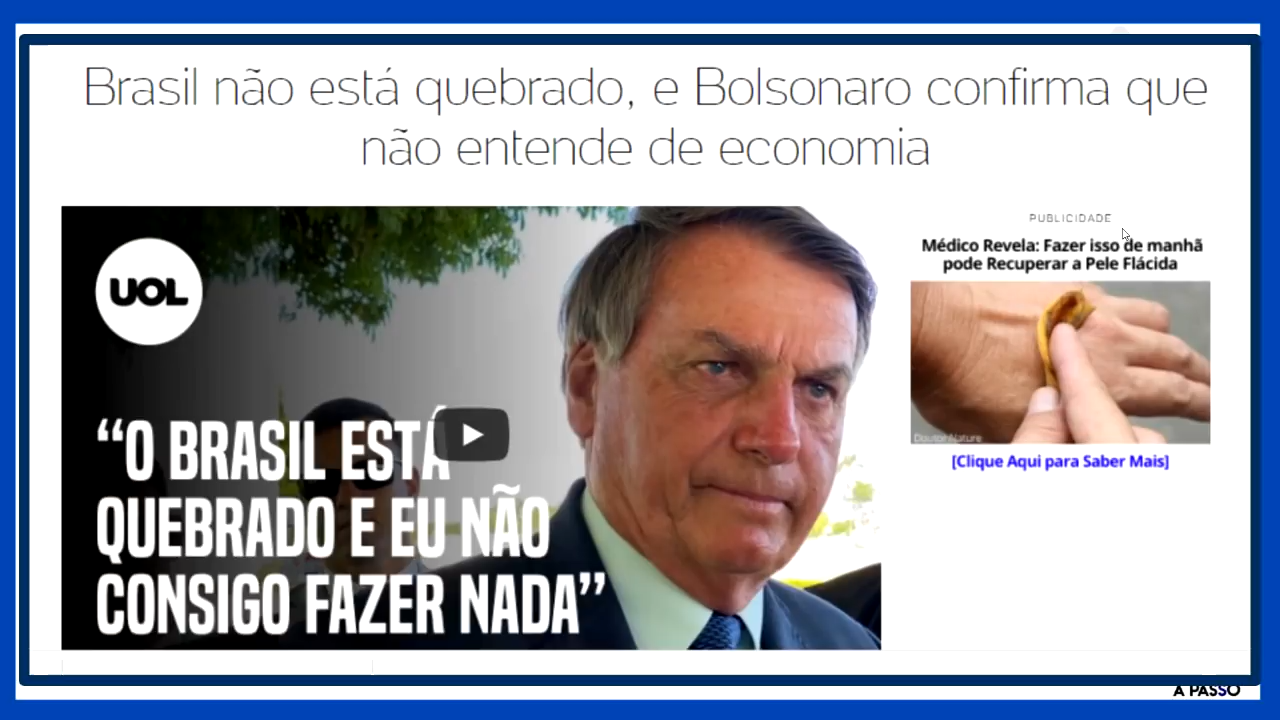 Brasil não está quebrado, e Bolsonaro confirma que
não entende de economia
UOL
“O BRASIL ESTÁ
QUEBRADO E EU NÃO
CONSIGO FAZER NADA”
PUBLICIDADE
Médico Revela: Fazer isso de manhã
pode Recuperar a Pele Flácida
DoutorNature
[Clique Aqui para Saber Mais]
A PASSO